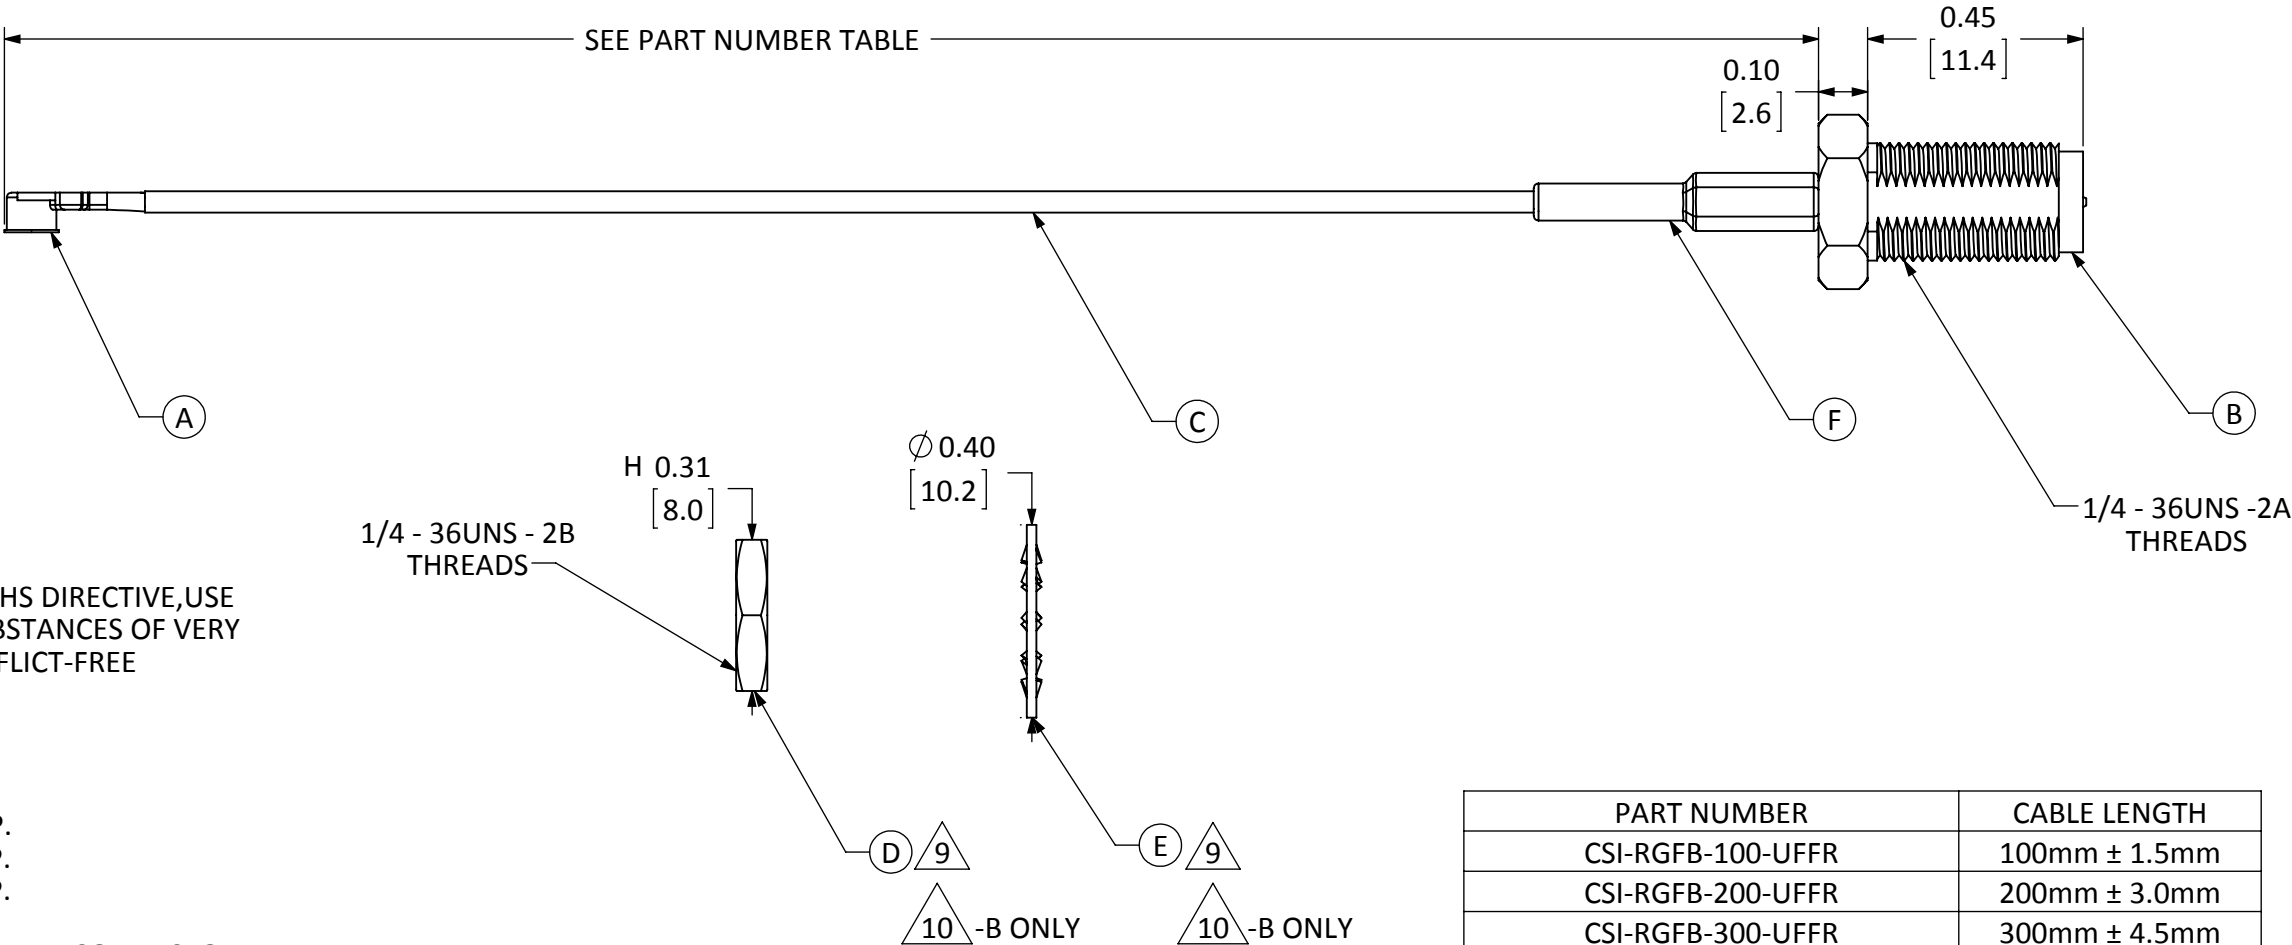 SEE PART NUMBER TABLE
0.45
[11.4]
0.10
[2.6]
A
C
F
B
H 0.31
[8.0]
Ø 0.40
[10.2]
1/4 - 36UNS - 2B
THREADS
1/4 - 36UNS -2A
THREADS
HS DIRECTIVE,USE
BSTANCES OF VERY
FLICT-FREE
D 9
10 -B ONLY
E 9
10 -B ONLY
PART NUMBER CABLE LENGTH
CSI-RGFB-100-UFFR 100mm ± 1.5mm
CSI-RGFB-200-UFFR 200mm ± 3.0mm
CSI-RGFB-300-UFFR 300mm ± 4.5mm